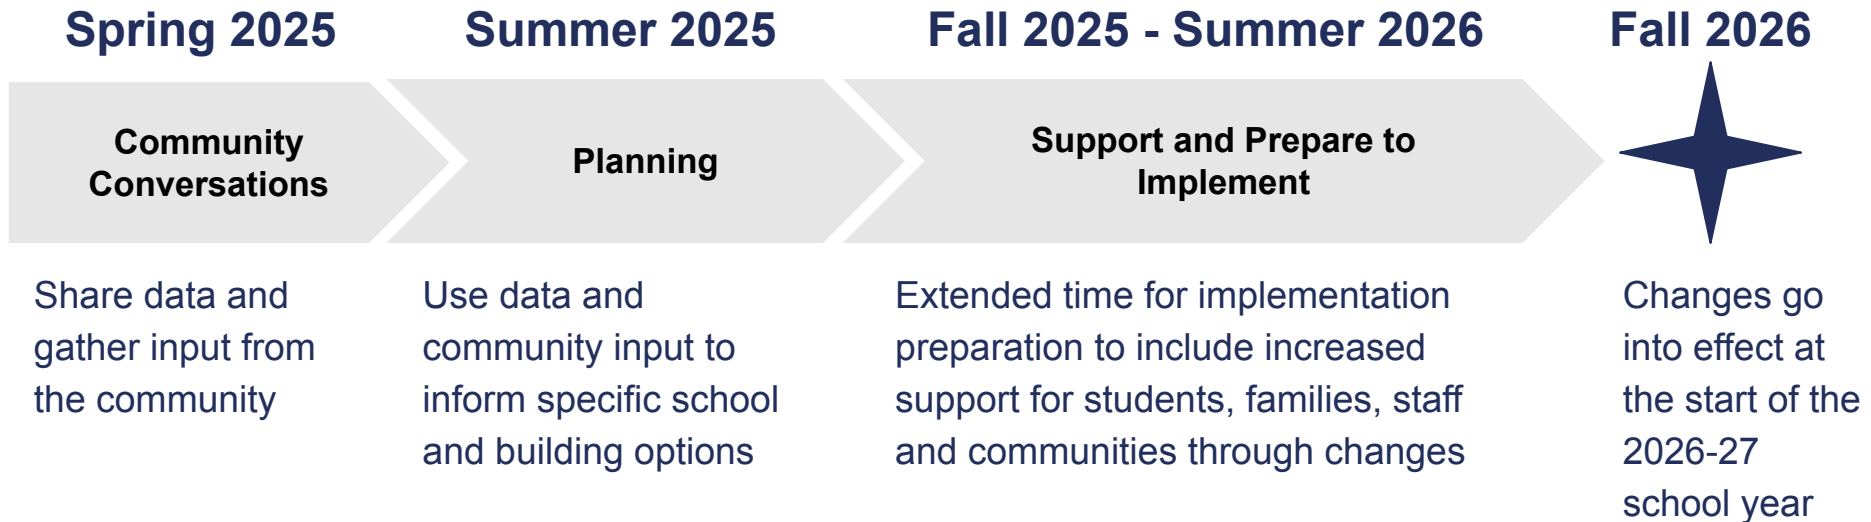 Spring 2025
Summer 2025
Fall 2025 - Summer 2026
Fall 2026
Community
Conversations
Planning
Support and Prepare to
Implement
Share data and
gather input from
the community
Use data and
community input to
inform specific school
and building options
Extended time for implementation
preparation to include increased
support for students, families, staff
and communities through changes
Changes go
into effect at
the start of the
2026-27
school year